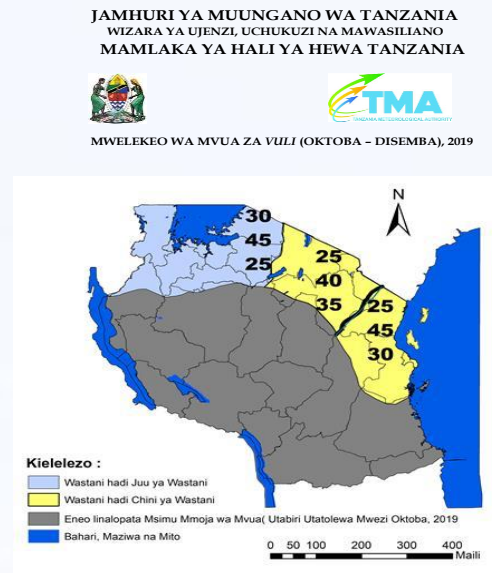 JAMHURI YA MUUNGANO WA TANZANIA
WIZARA YA UJENZI, UCHUKUZI NA MAWASILIANO
MAMLAKA YA HALI YA HEWA TANZANIA
TMA
TANZANIA METEOROLOGICAL AUTHORITY
MWELEKEO WA MVUA ZA VULI (OKTOBA – DISEMBA), 2019
N
30
45
25
25
40
35
25
45
30
Kielelezo :
Wastani hadi Juu ya Wastani
Wastani hadi Chini ya Wastani
Eneo linalopata Msimu Mmoja wa Mvua( Utabiri Utatolewa Mwezi Oktoba, 2019
Bahari, Maziwa na Mito
0 50 100 200 300 400
Maili